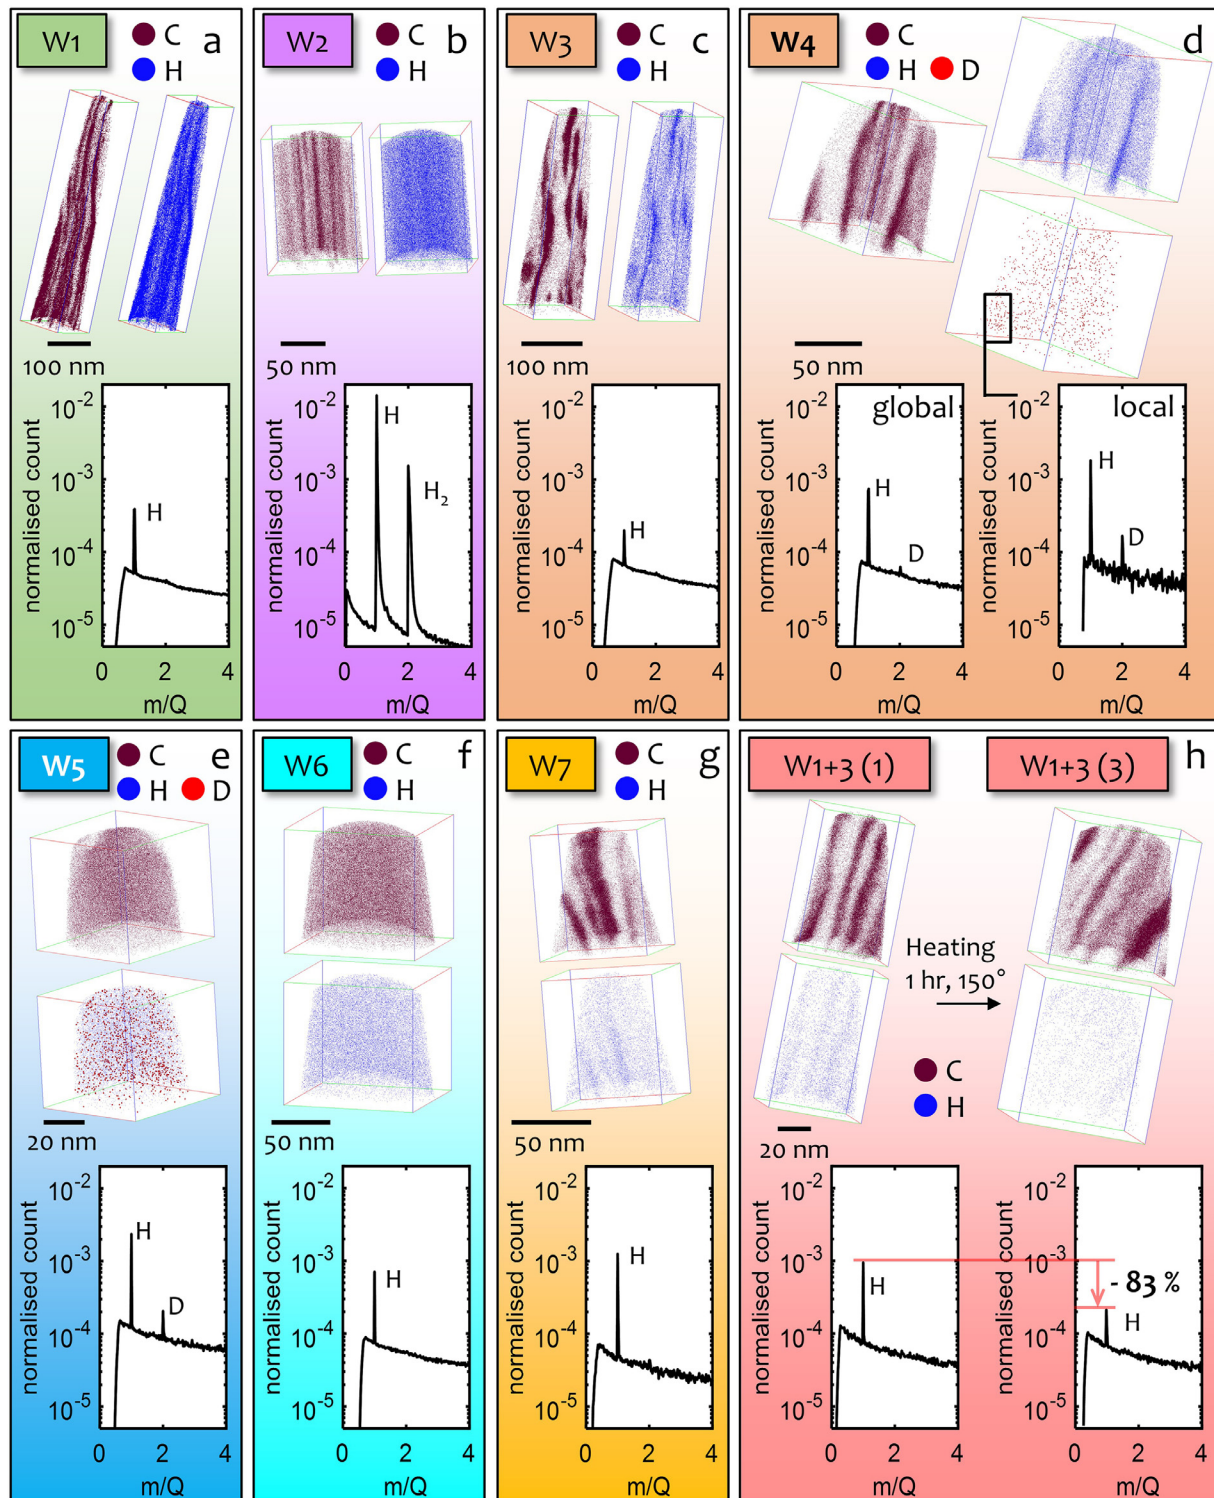 W1
C
H
a
100 nm
normalised count
10-2
10-3
10-4
10-5
H
0 2 4
m/Q
W2
C
H
b
50 nm
normalised count
10-2
10-3
10-4
10-5
H
H2
0 2 4
m/Q
W3
C
H
c
100 nm
normalised count
10-2
10-3
10-4
10-5
H
0 2 4
m/Q
W4
C
H D
d
50 nm
normalised count
10-2
10-3
10-4
10-5
global
H
D
0 2 4
m/Q
normalised count
10-2
10-3
10-4
10-5
local
H
D
0 2 4
m/Q
W5
C
H D
e
20 nm
normalised count
10-2
10-3
10-4
10-5
H
D
0 2 4
m/Q
W6
C
H
f
50 nm
normalised count
10-2
10-3
10-4
10-5
H
0 2 4
m/Q
W7
C
H
g
50 nm
normalised count
10-2
10-3
10-4
10-5
H
0 2 4
m/Q
W1+3 (1)
W1+3 (3)
h
Heating
1 hr, 150°
C
H
20 nm
normalised count
10-2
10-3
10-4
10-5
H
0 2 4
m/Q
normalised count
10-2
10-3
10-4
10-5
- 83 %
H
0 2 4
m/Q